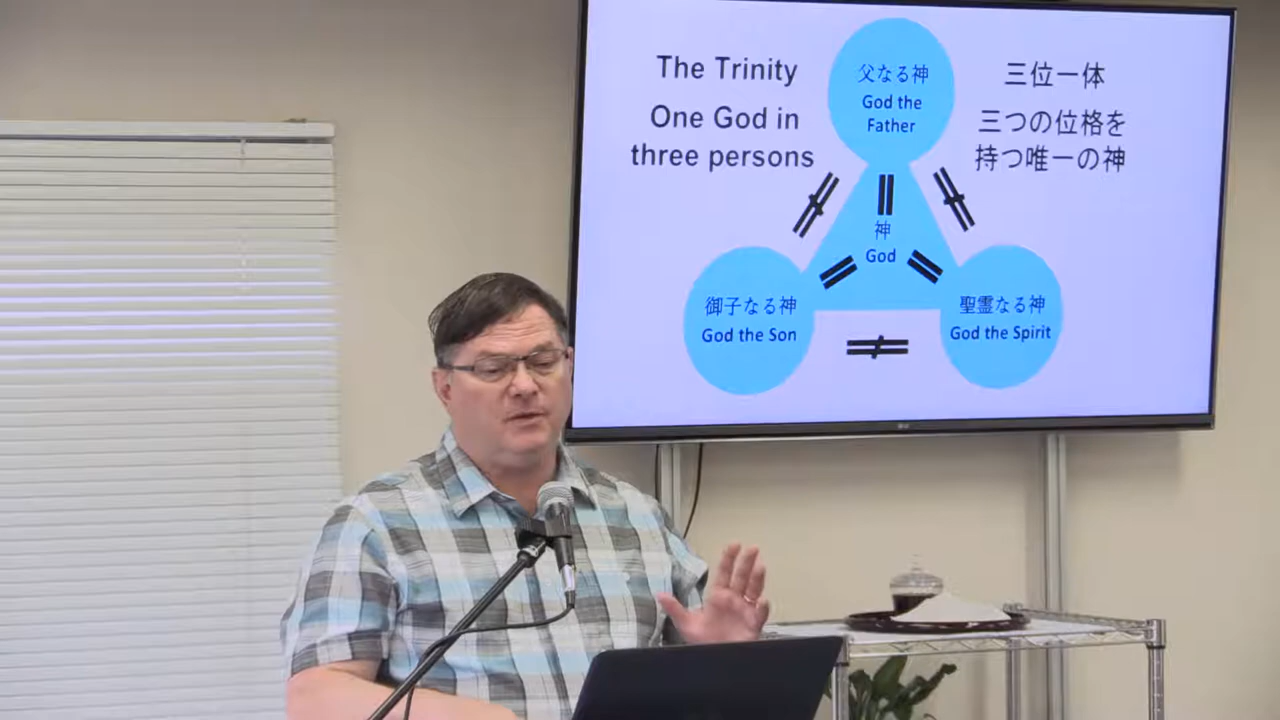 The Trinity
One God in
three persons
父なる神
God the
Father
三位一体
三つの位格を
持つ唯一の神
神
God
御子なる神
God the Son
聖霊なる神
God the Spirit